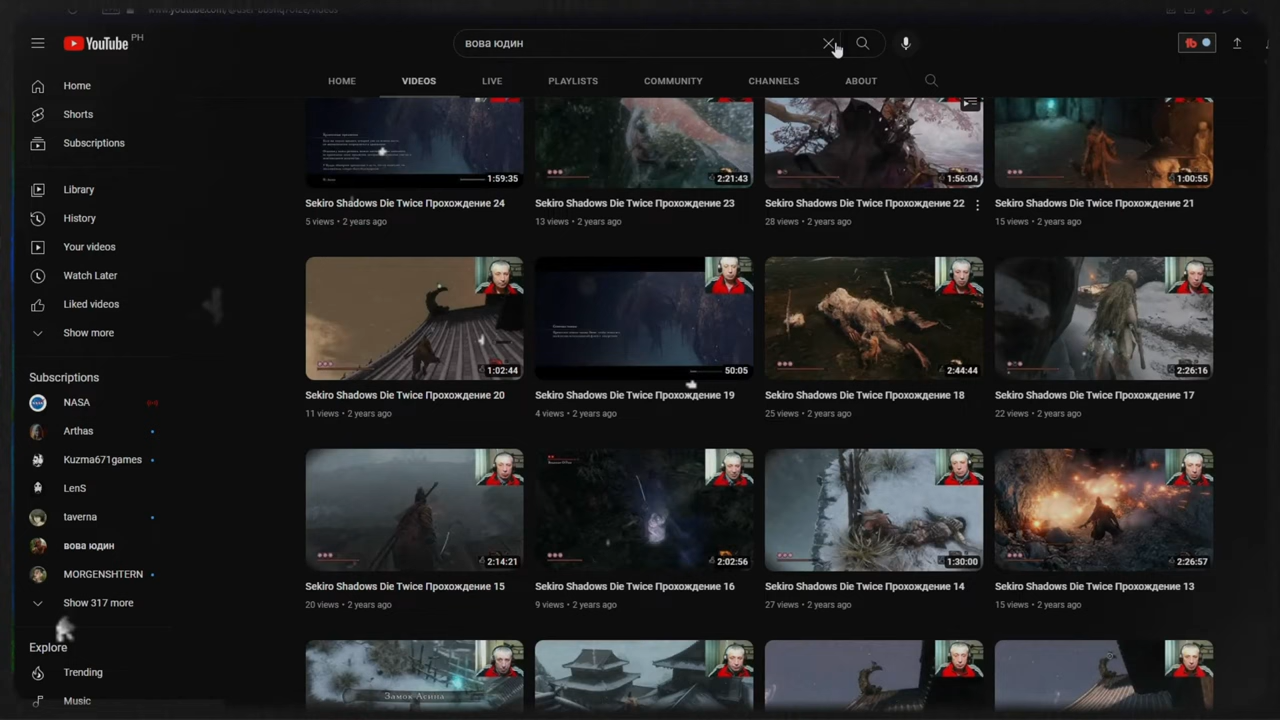 YouTube PH
вова юдин
HOME VIDEOS LIVE PLAYLISTS COMMUNITY CHANNELS ABOUT
Home
Shorts
Subscriptions
Library
History
Your videos
Watch Later
Liked videos
Show more
Subscriptions
NASA
Arthas
Kuzma671games
LenS
taverna
вова юдин
MORGENSHTERN
Show 317 more
Explore
Trending
Music
1:59:35
Sekiro Shadows Die Twice Прохождение 24
5 views • 2 years ago
2:21:43
Sekiro Shadows Die Twice Прохождение 23
13 views • 2 years ago
1:56:04
Sekiro Shadows Die Twice Прохождение 22
28 views • 2 years ago
1:00:55
Sekiro Shadows Die Twice Прохождение 21
15 views • 2 years ago
1:02:44
Sekiro Shadows Die Twice Прохождение 20
11 views • 2 years ago
50:05
Sekiro Shadows Die Twice Прохождение 19
4 views • 2 years ago
2:44:44
Sekiro Shadows Die Twice Прохождение 18
25 views • 2 years ago
2:26:16
Sekiro Shadows Die Twice Прохождение 17
22 views • 2 years ago
2:14:21
Sekiro Shadows Die Twice Прохождение 15
20 views • 2 years ago
2:02:56
Sekiro Shadows Die Twice Прохождение 16
9 views • 2 years ago
1:30:00
Sekiro Shadows Die Twice Прохождение 14
27 views • 2 years ago
2:26:57
Sekiro Shadows Die Twice Прохождение 13
15 views • 2 years ago
Замок Асина